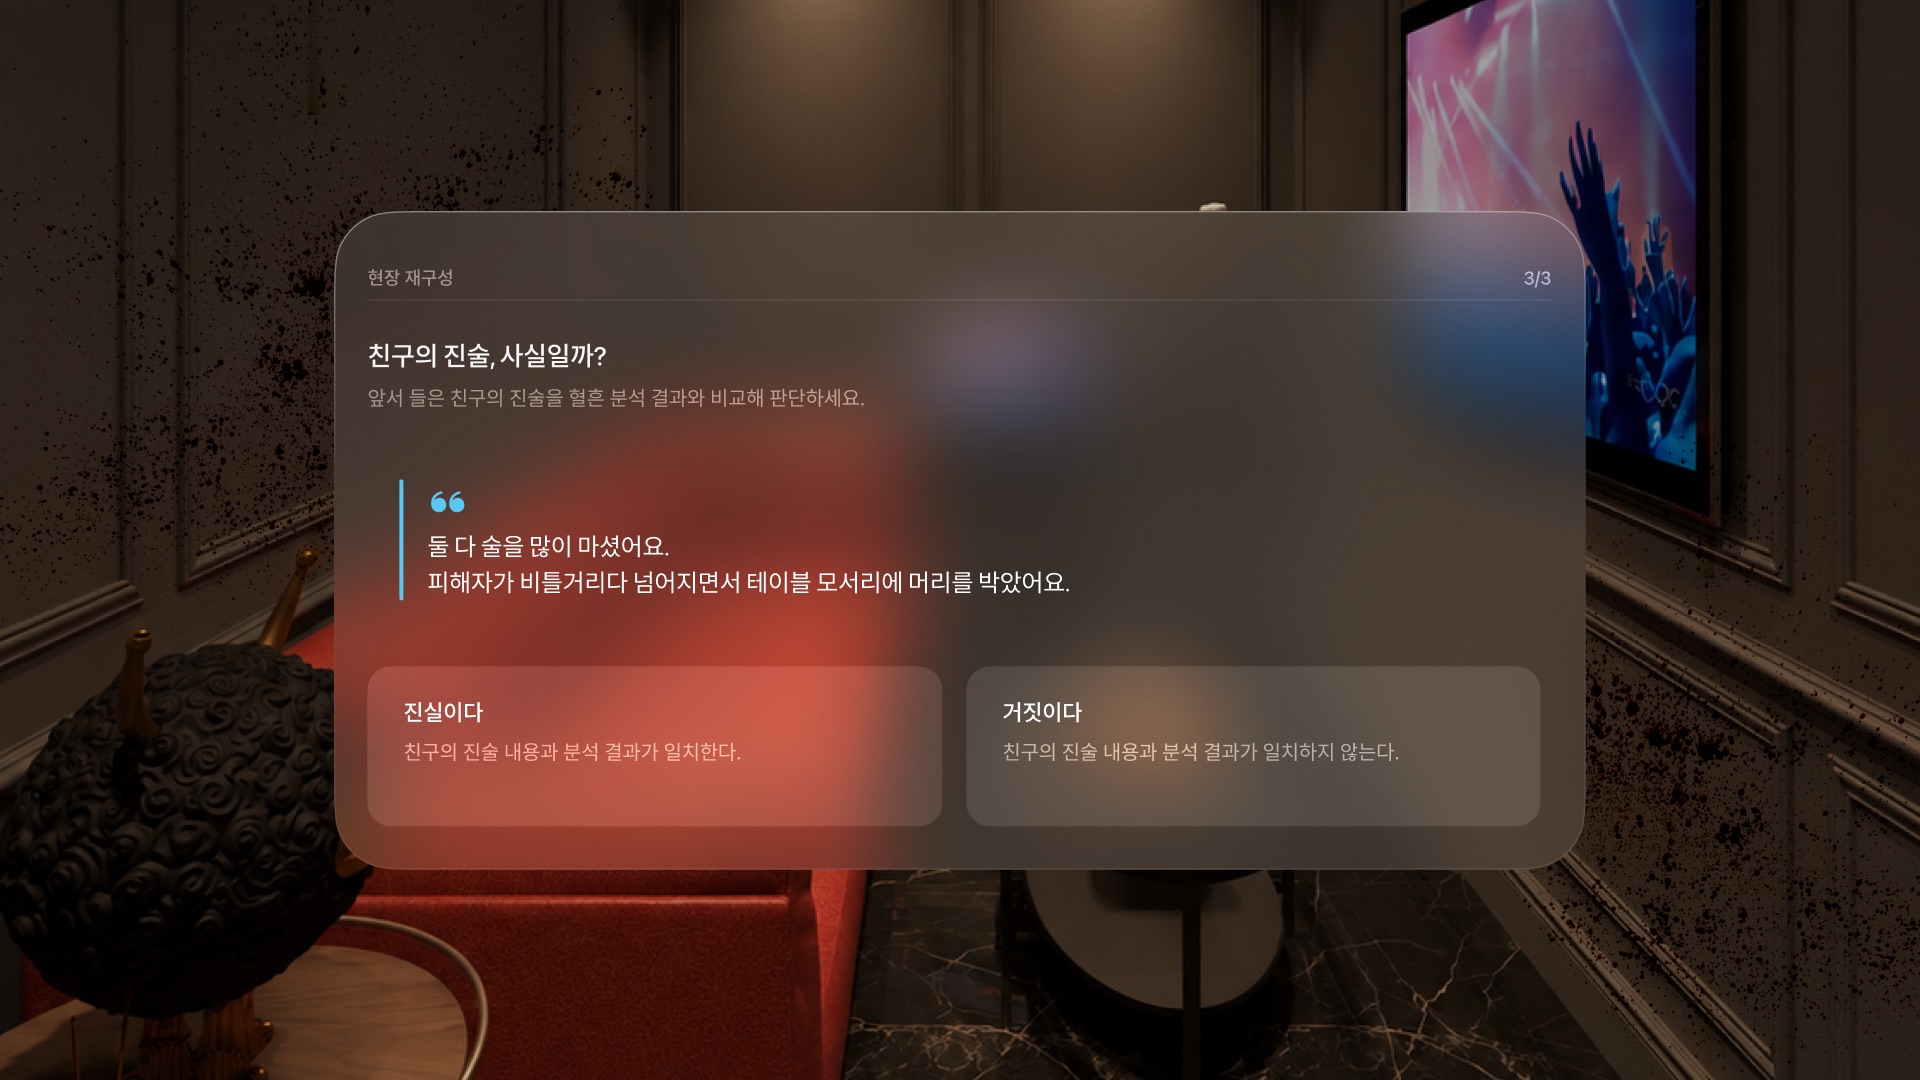 현장 재구성
3/3
친구의 진술, 사실일까?
앞서 들은 친구의 진술을 혈흔 분석 결과와 비교해 판단하세요.
둘 다 술을 많이 마셨어요.
피해자가 비틀거리다 넘어지면서 테이블 모서리에 머리를 박았어요.
진실이다
친구의 진술 내용과 분석 결과가 일치한다.
거짓이다
친구의 진술 내용과 분석 결과가 일치하지 않는다.